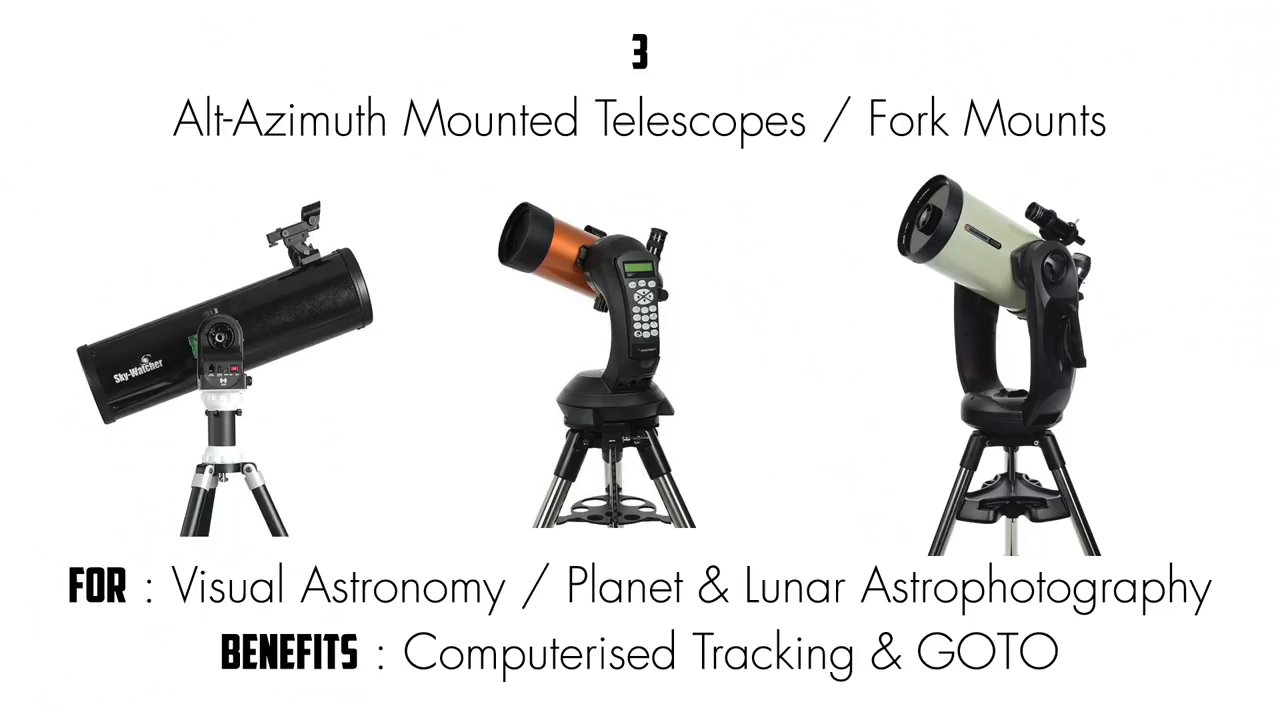 3
Alt-Azimuth Mounted Telescopes / Fork Mounts
Sky-Watcher
FOR : Visual Astronomy / Planet & Lunar Astrophotography
BENEFITS : Computerised Tracking & GOTO